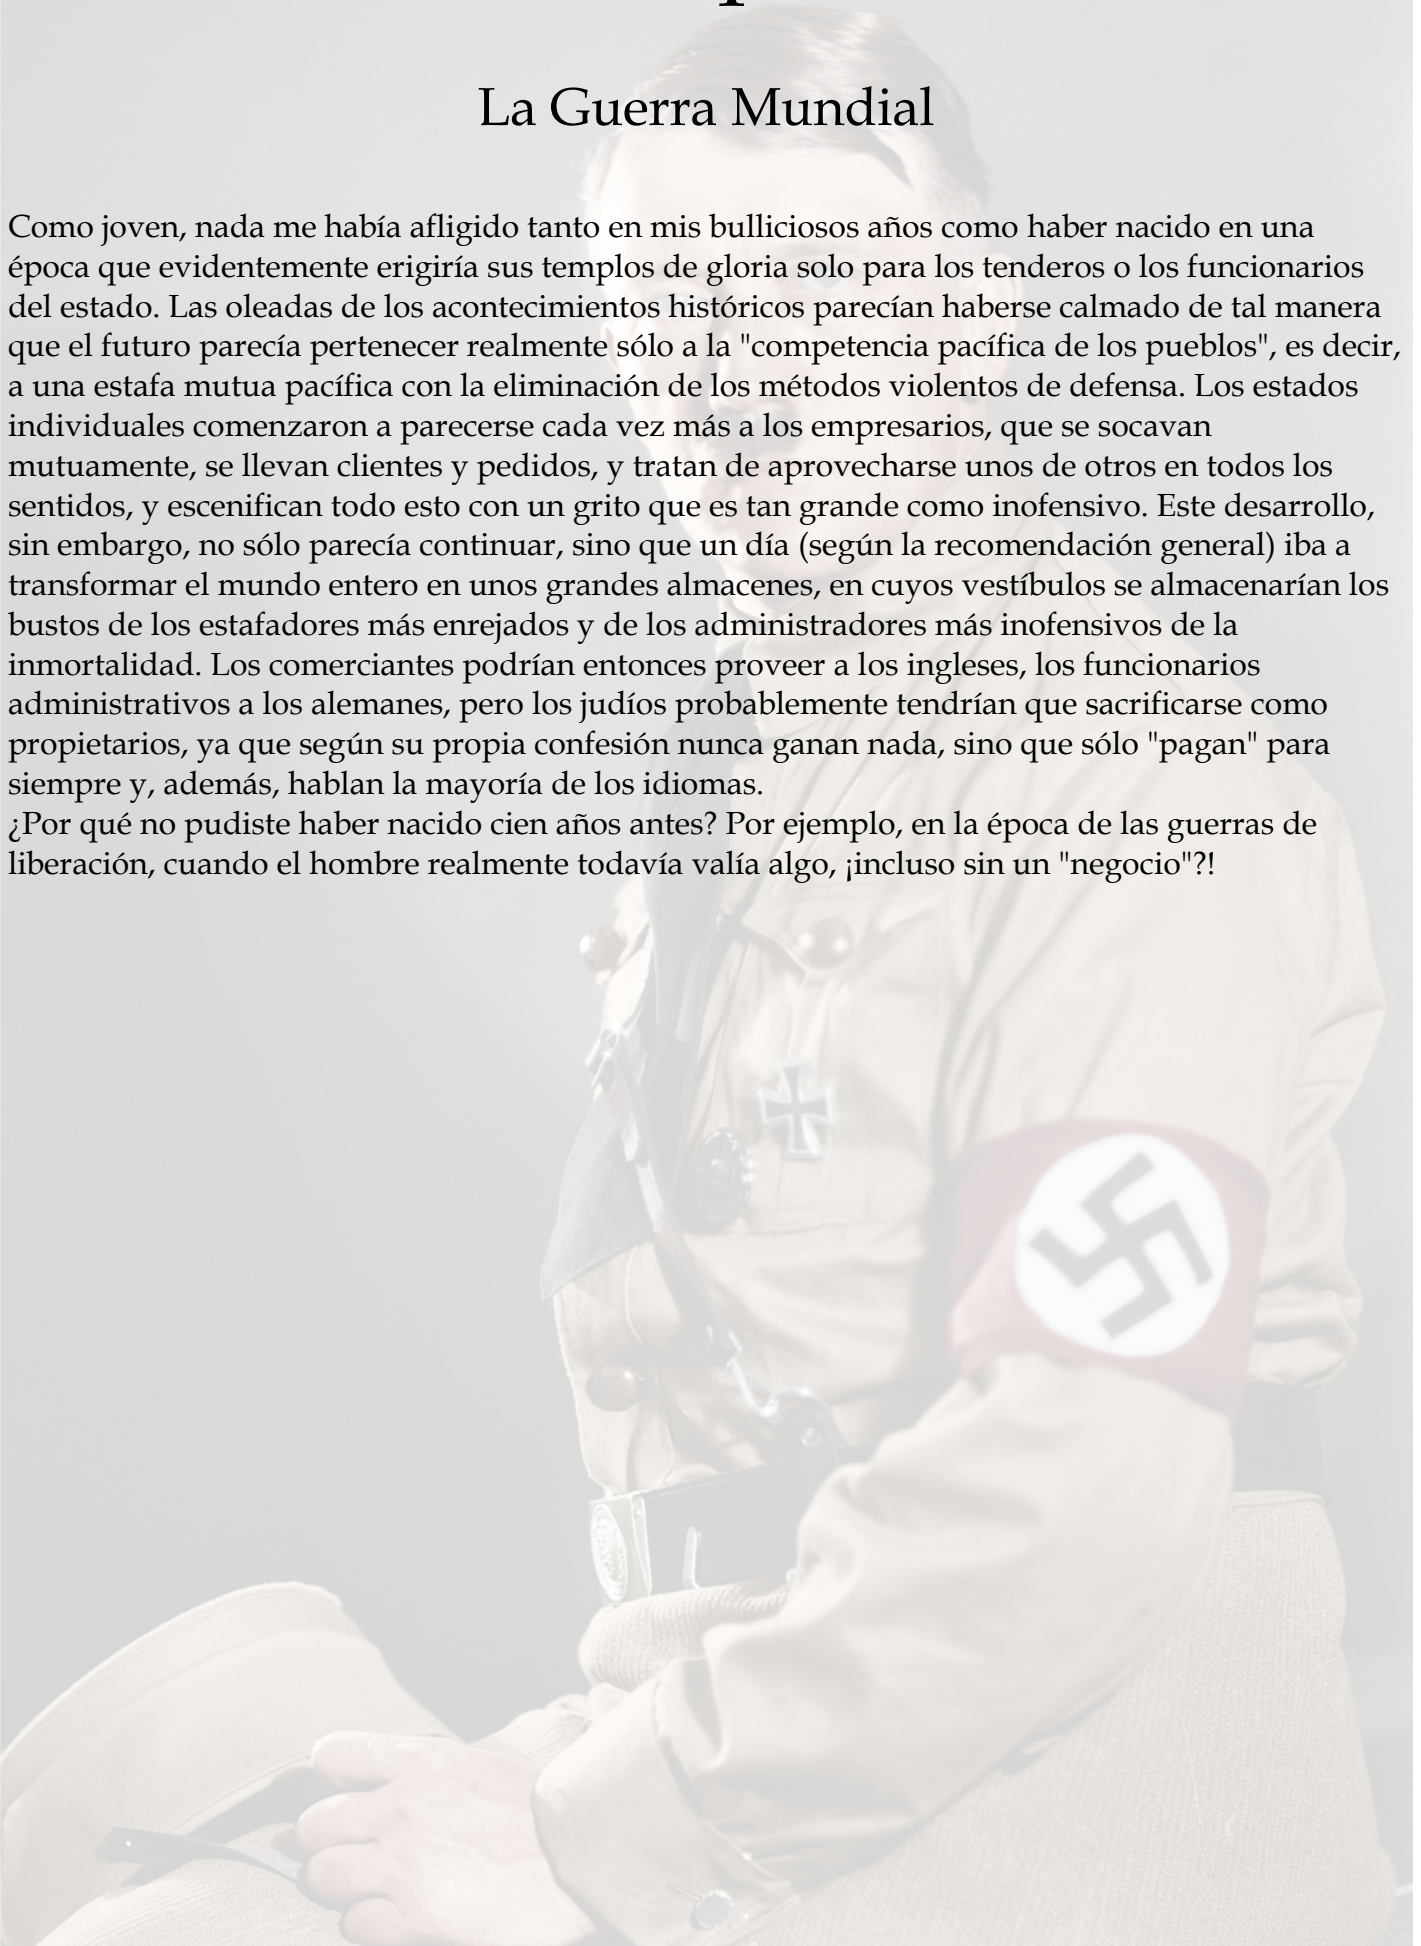 La Guerra Mundial
Como joven, nada me había afligido tanto en mis bulliciosos años como haber nacido en una
época que evidentemente erigiría sus templos de gloria solo para los tenderos o los funcionarios
del estado. Las oleadas de los acontecimientos históricos parecían haberse calmado de tal manera
que el futuro parecía pertenecer realmente sólo a la "competencia pacífica de los pueblos", es decir,
a una estafa mutua pacífica con la eliminación de los métodos violentos de defensa. Los estados
individuales comenzaron a parecerse cada vez más a los empresarios, que se socavan
mutuamente, se llevan clientes y pedidos, y tratan de aprovecharse unos de otros en todos los
sentidos, y escenifican todo esto con un grito que es tan grande como inofensivo. Este desarrollo,
sin embargo, no sólo parecía continuar, sino que un día (según la recomendación general) iba a
transformar el mundo entero en unos grandes almacenes, en cuyos vestíbulos se almacenarían los
bustos de los estafadores más enrejados y de los administradores más inofensivos de la
inmortalidad. Los comerciantes podrían entonces proveer a los ingleses, los funcionarios
administrativos a los alemanes, pero los judíos probablemente tendrían que sacrificarse como
propietarios, ya que según su propia confesión nunca ganan nada, sino que sólo "pagan" para
siempre y, además, hablan la mayoría de los idiomas.
¿Por qué no pudiste haber nacido cien años antes? Por ejemplo, en la época de las guerras de
liberación, cuando el hombre realmente todavía valía algo, ¡incluso sin un "negocio"?!